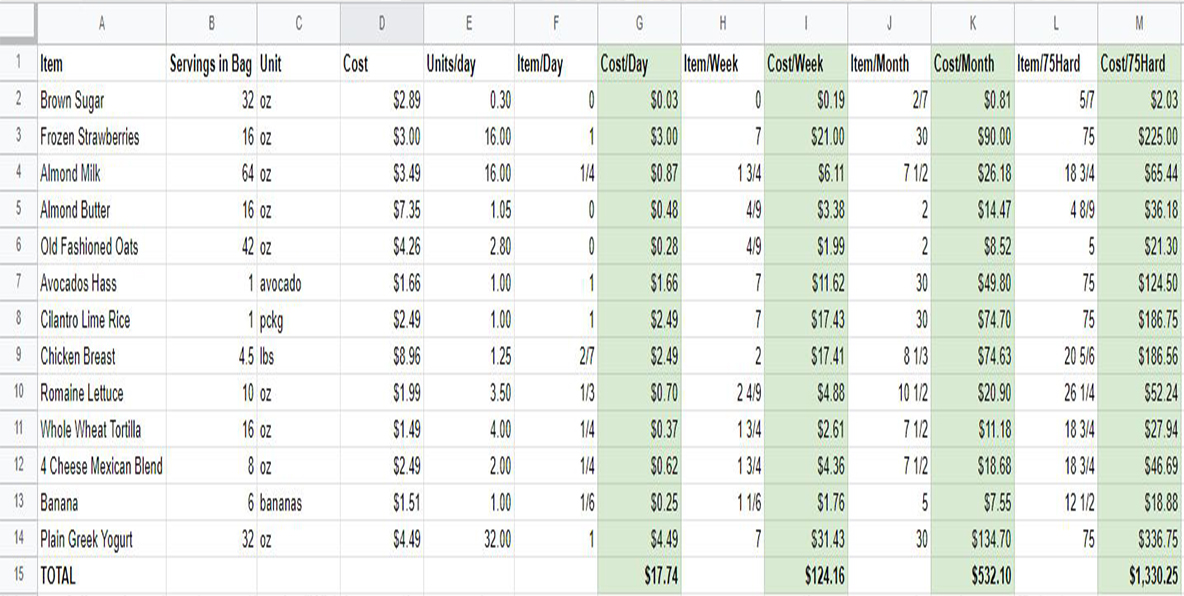 A B C D E F G H I J K L M
1 Item Servings in Bag Unit Cost Units/day Item/Day Cost/Day Item/Week Cost/Week Item/Month Cost/Month Item/75Hard Cost/75Hard
2 Brown Sugar 32 oz $2.89 0.30 0 $0.03 0 $0.19 2/7 $0.81 5/7 $2.03
3 Frozen Strawberries 16 oz $3.00 16.00 1 $3.00 7 $21.00 30 $90.00 75 $225.00
4 Almond Milk 64 oz $3.49 16.00 1/4 $0.87 1 3/4 $6.11 7 1/2 $26.18 18 3/4 $65.44
5 Almond Butter 16 oz $7.35 1.05 0 $0.48 4/9 $3.38 2 $14.47 4 8/9 $36.18
6 Old Fashioned Oats 42 oz $4.26 2.80 0 $0.28 4/9 $1.99 2 $8.52 5 $21.30
7 Avocados Hass 1 avocado $1.66 1.00 1 $1.66 7 $11.62 30 $49.80 75 $124.50
8 Cilantro Lime Rice 1 pckg $2.49 1.00 1 $2.49 7 $17.43 30 $74.70 75 $186.75
9 Chicken Breast 4.5 lbs $8.96 1.25 2/7 $2.49 2 $17.41 8 1/3 $74.63 20 5/6 $186.56
10 Romaine Lettuce 10 oz $1.99 3.50 1/3 $0.70 2 4/9 $4.88 10 1/2 $20.90 26 1/4 $52.24
11 Whole Wheat Tortilla 16 oz $1.49 4.00 1/4 $0.37 1 3/4 $2.61 7 1/2 $11.18 18 3/4 $27.94
12 4 Cheese Mexican Blend 8 oz $2.49 2.00 1/4 $0.62 1 3/4 $4.36 7 1/2 $18.68 18 3/4 $46.69
13 Banana 6 bananas $1.51 1.00 1/6 $0.25 1 1/6 $1.76 5 $7.55 12 1/2 $18.88
14 Plain Greek Yogurt 32 oz $4.49 32.00 1 $4.49 7 $31.43 30 $134.70 75 $336.75
15 TOTAL $17.74 $124.16 $532.10 $1,330.25